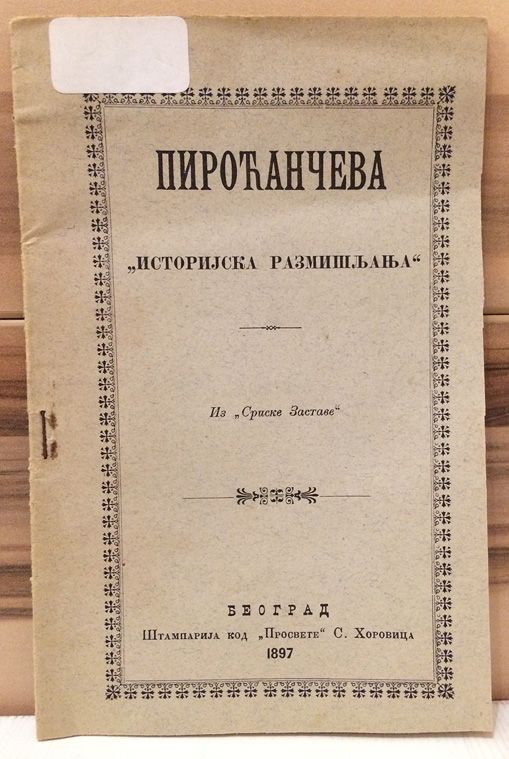 ПИРОЋАНЧЕВА
„ИСТОРИЈСКА РАЗМИШЉАЊА“
Из „Српске Заставе“
БЕОГРАД
Штампарија код „Просвете“ С. Хоровица
1897